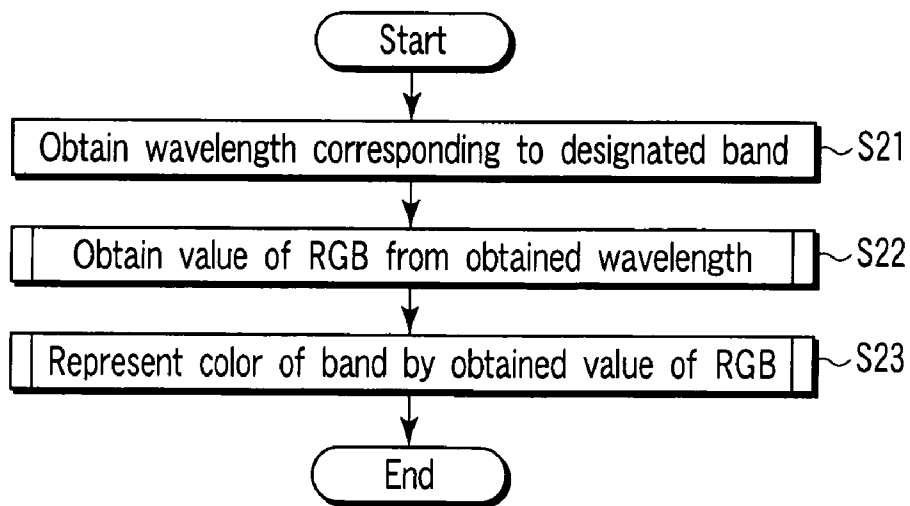 Start
Obtain wavelength corresponding to designated band
S21
Obtain value of RGB from obtained wavelength
S22
Represent color of band by obtained value of RGB
S23
End